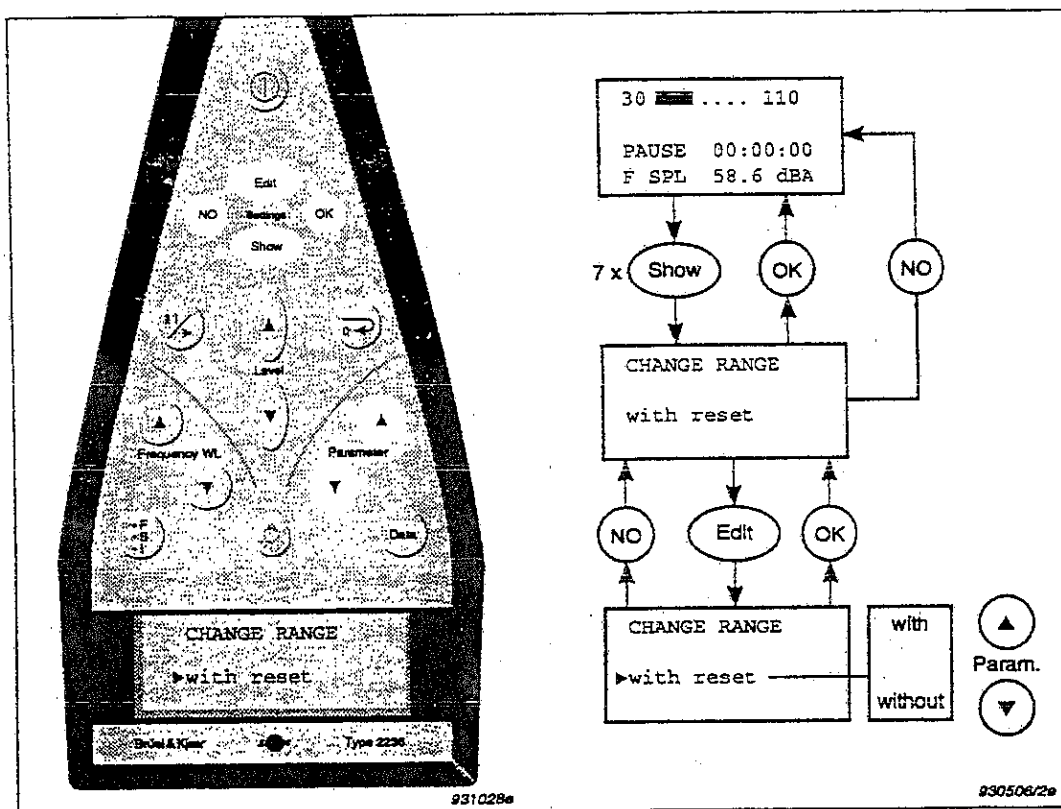 Edit
NO Settings OK
Show
Level
Frequency Wt.
Parameter
F
S
I
Data
CHANGE RANGE
▶with reset
Brüel & Kjær
Type 2236
931028e
30 .... 110
PAUSE 00:00:00
F SPL 58.6 dBA
7 x Show
OK
NO
CHANGE RANGE
with reset
NO
Edit
OK
CHANGE RANGE
▶with reset
with
without
Param.
930506/2e